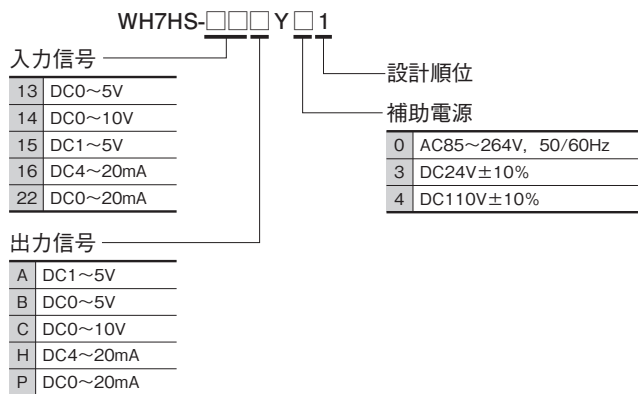 WH7HS-□□□Y□1
入力信号
13 DC0～5V
14 DC0～10V
15 DC1～5V
16 DC4～20mA
22 DC0～20mA
出力信号
A DC1～5V
B DC0～5V
C DC0～10V
H DC4～20mA
P DC0～20mA
設計順位
補助電源
0 AC85～264V, 50/60Hz
3 DC24V±10%
4 DC110V±10%